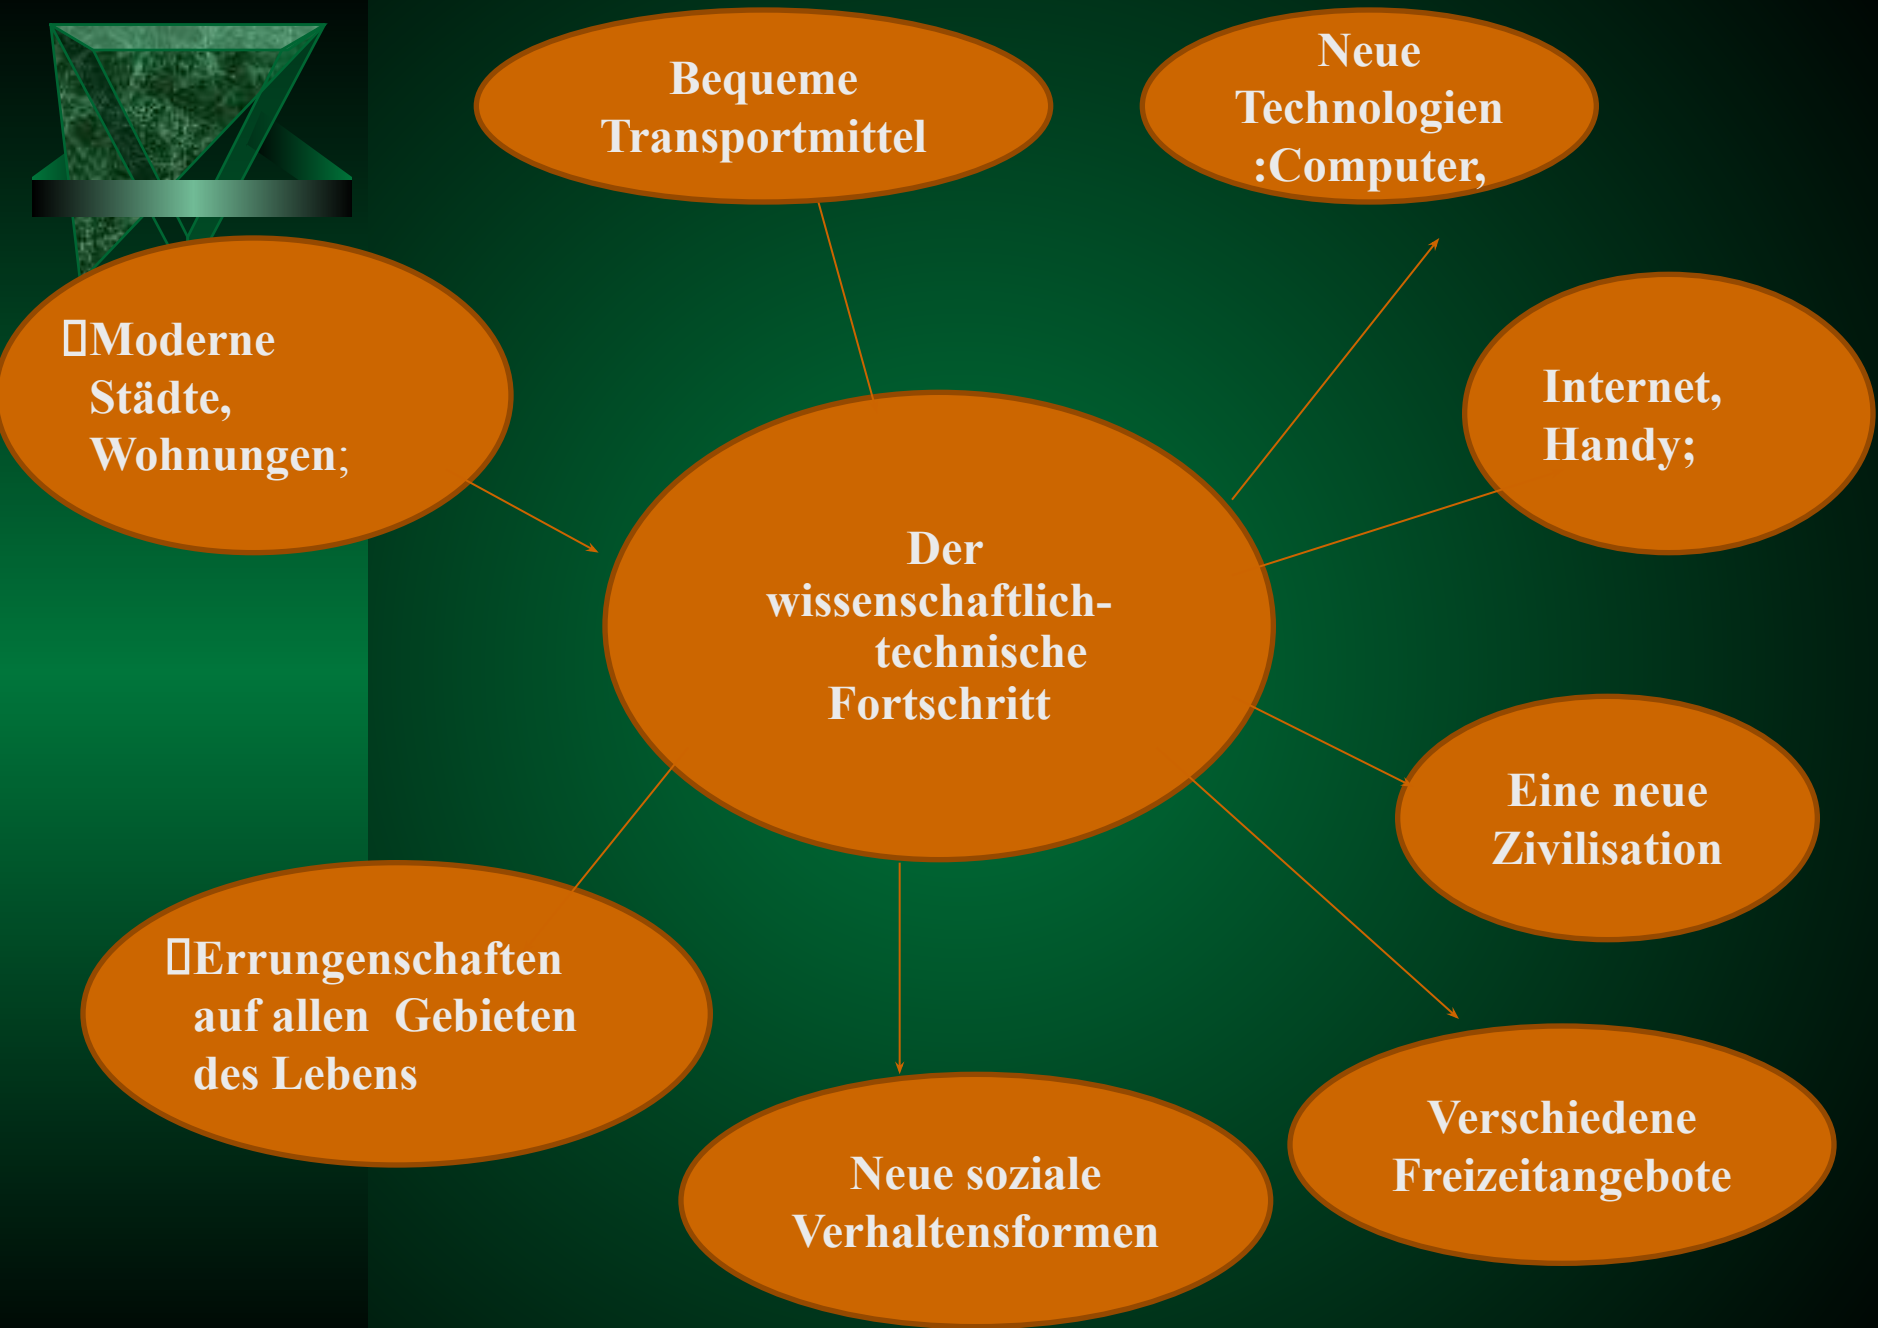 Bequeme
Transportmittel
Neue
Technologien
:Computer,
Moderne
Städte,
Wohnungen;
Internet,
Handy;
Der
wissenschaftlich-
technische
Fortschritt
Eine neue
Zivilisation
Errungenschaften
auf allen  Gebieten
des Lebens
Verschiedene
Freizeitangebote
Neue soziale
Verhaltensformen